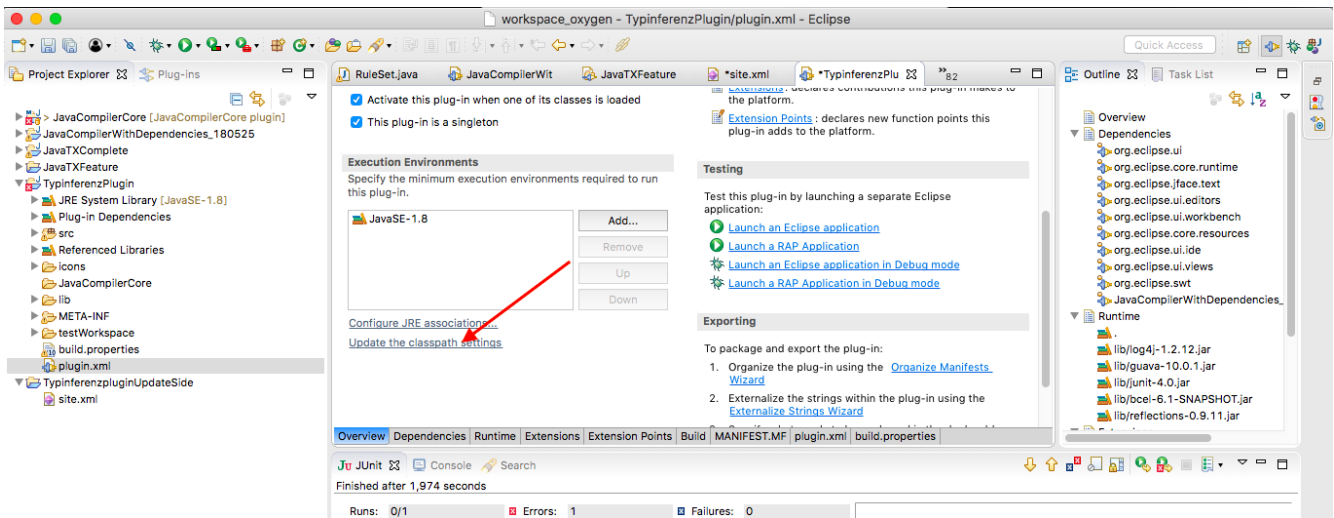 workspace_oxygen - TypinferenzPlugin/plugin.xml - Eclipse
Quick Access
Project Explorer
Plug-ins
> JavaCompilerCore [JavaCompilerCore plugin]
JavaCompilerWithDependencies_180525
JavaTXComplete
JavaTXFeature
TypinferenzPlugin
JRE System Library [JavaSE-1.8]
Plug-in Dependencies
src
Referenced Libraries
icons
JavaCompilerCore
lib
META-INF
testWorkspace
build.properties
plugin.xml
TypinferenzpluginUpdateSide
site.xml
RuleSet.java
JavaCompilerWit
JavaTXFeature
*site.xml
*TypinferenzPlu
»82
Activate this plug-in when one of its classes is loaded
This plug-in is a singleton
Execution Environments
Specify the minimum execution environments required to run
this plug-in.
JavaSE-1.8
Add...
Remove
Up
Down
Configure JRE associations...
Update the classpath settings
Extensions: declares contributions this plug-in makes to
the platform.
Extension Points : declares new function points this
plug-in adds to the platform.
Testing
Test this plug-in by launching a separate Eclipse
application:
Launch an Eclipse application
Launch a RAP Application
Launch an Eclipse application in Debug mode
Launch a RAP Application in Debug mode
Exporting
To package and export the plug-in:
1. Organize the plug-in using the Organize Manifests
Wizard
2. Externalize the strings within the plug-in using the
Externalize Strings Wizard
Overview Dependencies Runtime Extensions Extension Points Build MANIFEST.MF plugin.xml build.properties
Outline
Task List
Overview
Dependencies
org.eclipse.ui
org.eclipse.core.runtime
org.eclipse.jface.text
org.eclipse.ui.editors
org.eclipse.ui.workbench
org.eclipse.core.resources
org.eclipse.ui.ide
org.eclipse.ui.views
org.eclipse.swt
JavaCompilerWithDependencies_
Runtime
.
lib/log4j-1.2.12.jar
lib/guava-10.0.1.jar
lib/junit-4.0.jar
lib/bcel-6.1-SNAPSHOT.jar
lib/reflections-0.9.11.jar
JUnit
Console
Search
Finished after 1,974 seconds
Runs: 0/1
Errors: 1
Failures: 0